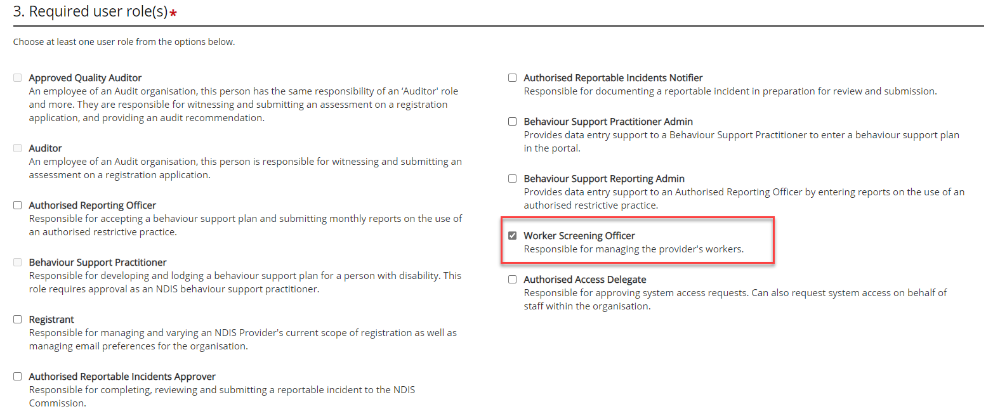 3. Required user role(s)*
Choose at least one user role from the options below.
Approved Quality Auditor
An employee of an Audit organisation, this person has the same responsibility of an ‘Auditor' role
and more. They are responsible for witnessing and submitting an assessment on a registration
application, and providing an audit recommendation.
Auditor
An employee of an Audit organisation, this person is responsible for witnessing and submitting an
assessment on a registration application.
Authorised Reporting Officer
Responsible for accepting a behaviour support plan and submitting monthly reports on the use of
an authorised restrictive practice.
Behaviour Support Practitioner
Responsible for developing and lodging a behaviour support plan for a person with disability. This
role requires approval as an NDIS behaviour support practitioner.
Registrant
Responsible for managing and varying an NDIS Provider's current scope of registration as well as
managing email preferences for the organisation.
Authorised Reportable Incidents Approver
Responsible for completing, reviewing and submitting a reportable incident to the NDIS
Commission.
Authorised Reportable Incidents Notifier
Responsible for documenting a reportable incident in preparation for review and submission.
Behaviour Support Practitioner Admin
Provides data entry support to a Behaviour Support Practitioner to enter a behaviour support plan
in the portal.
Behaviour Support Reporting Admin
Provides data entry support to an Authorised Reporting Officer by entering reports on the use of an
authorised restrictive practice.
Worker Screening Officer
Responsible for managing the provider's workers.
Authorised Access Delegate
Responsible for approving system access requests. Can also request system access on behalf of
staff within the organisation.